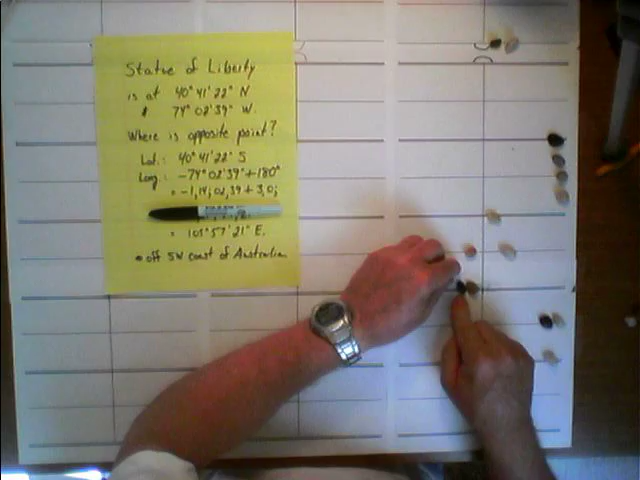 Statue of Liberty
is at 40° 41' 22" N
& 74° 02' 39" W.
Where is opposite point?
Lat.: 40° 41' 22" S
Long.: -74° 02' 39" + 180°
= -1,14; 02, 39 + 3,0;
= 105° 57' 21" E.
off SW coast of Australia.